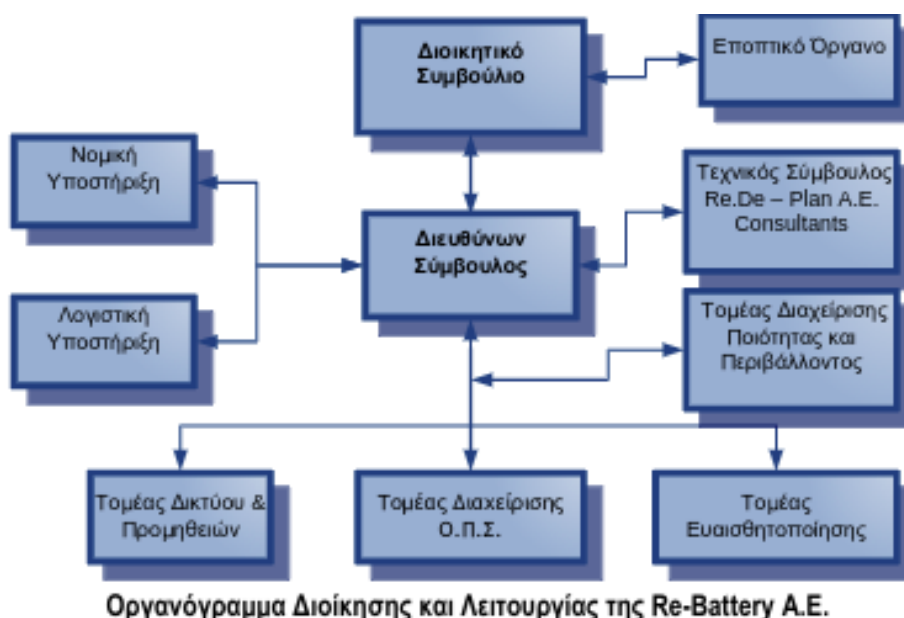 Διοικητικό
Συμβούλιο
Εποπτικό Όργανο
Νομική
Υποστήριξη
Τεχνικός Σύμβουλος
Re.De – Plan A.E.
Consultants
Διευθύνων
Σύμβουλος
Λογιστική
Υποστήριξη
Τομέας Διαχείρισης
Ποιότητας και
Περιβάλλοντος
Τομέας Δικτύου &
Προμηθειών
Τομέας Διαχείρισης
Ο.Π.Σ.
Τομέας
Ευαισθητοποίησης
Οργανόγραμμα Διοίκησης και Λειτουργίας της Re-Battery Α.Ε.